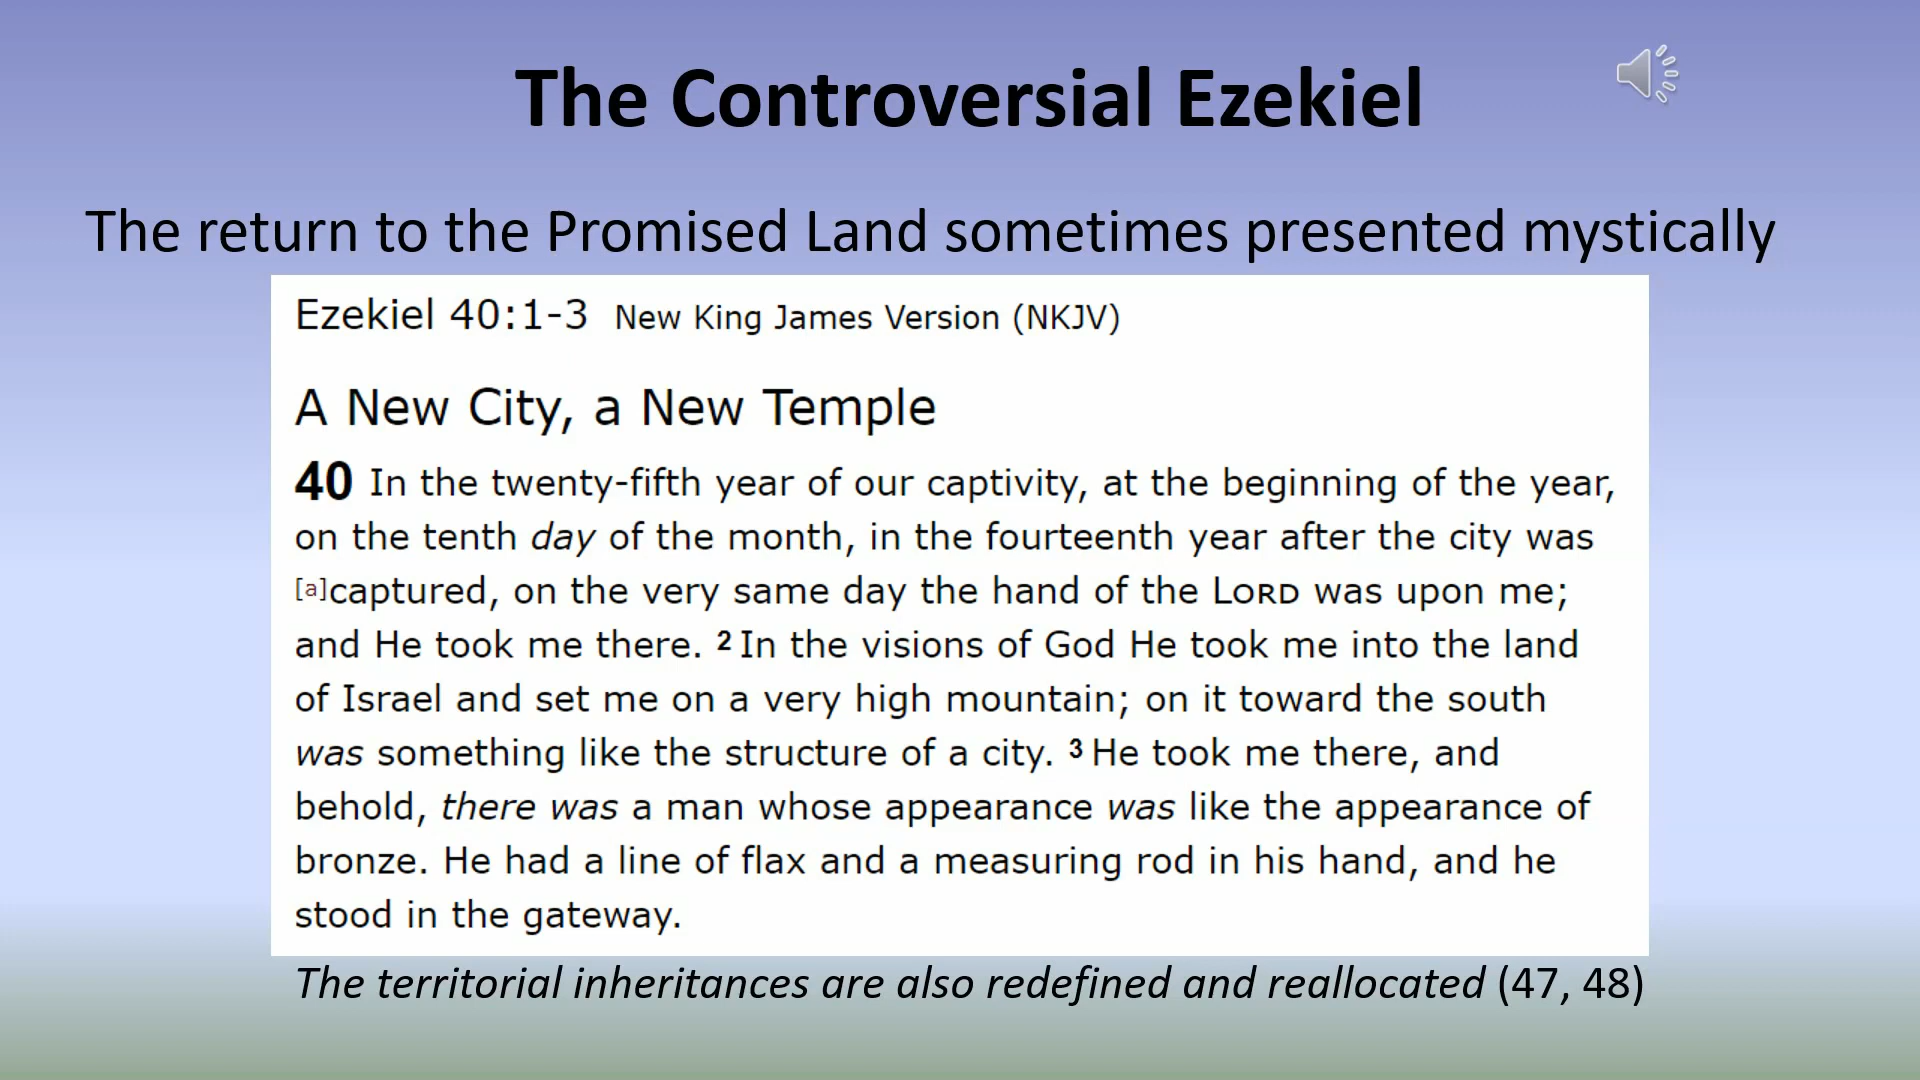 The Controversial Ezekiel
The return to the Promised Land sometimes presented mystically
Ezekiel 40:1-3 New King James Version (NKJV)
A New City, a New Temple
40 In the twenty-fifth year of our captivity, at the beginning of the year,
on the tenth day of the month, in the fourteenth year after the city was
[a]captured, on the very same day the hand of the LORD was upon me;
and He took me there. 2 In the visions of God He took me into the land
of Israel and set me on a very high mountain; on it toward the south
was something like the structure of a city. 3 He took me there, and
behold, there was a man whose appearance was like the appearance of
bronze. He had a line of flax and a measuring rod in his hand, and he
stood in the gateway.
The territorial inheritances are also redefined and reallocated (47, 48)